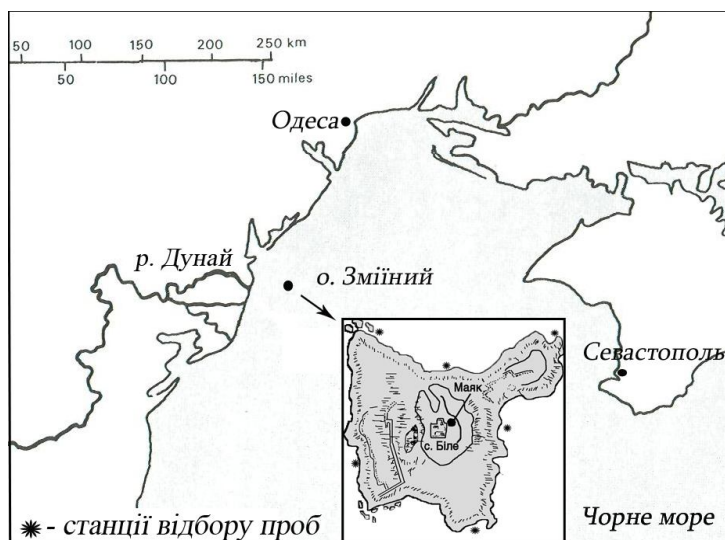 50 100 150 200 250 km
50 100 150 miles
Одеса
р. Дунай
о. Зміїний
Севастополь
Маяк
с. Біле
- станції відбору проб
Чорне море